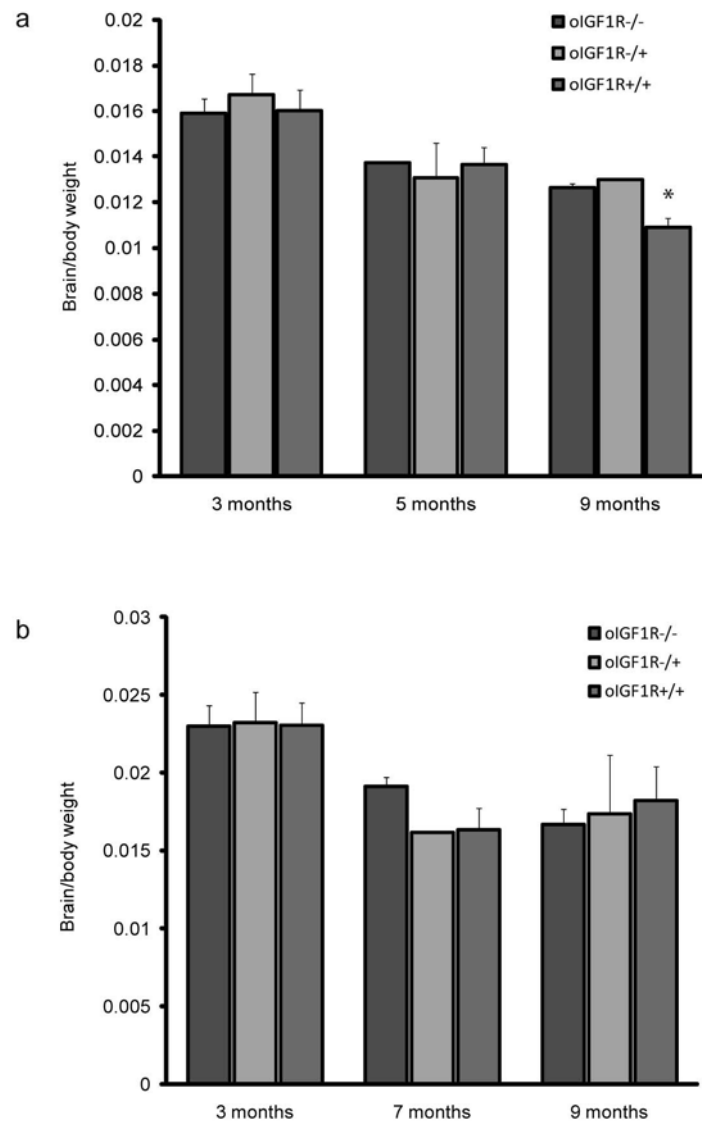 a
0.02
0.018
0.016
0.014
0.012
0.01
0.008
0.006
0.004
0.002
0
Brain/body weight
oIGF1R-/-
oIGF1R-/+
oIGF1R+/+
*
3 months 5 months 9 months
b
0.03
0.025
0.02
0.015
0.01
0.005
0
Brain/body weight
oIGF1R-/-
oIGF1R-/+
oIGF1R+/+
3 months 7 months 9 months